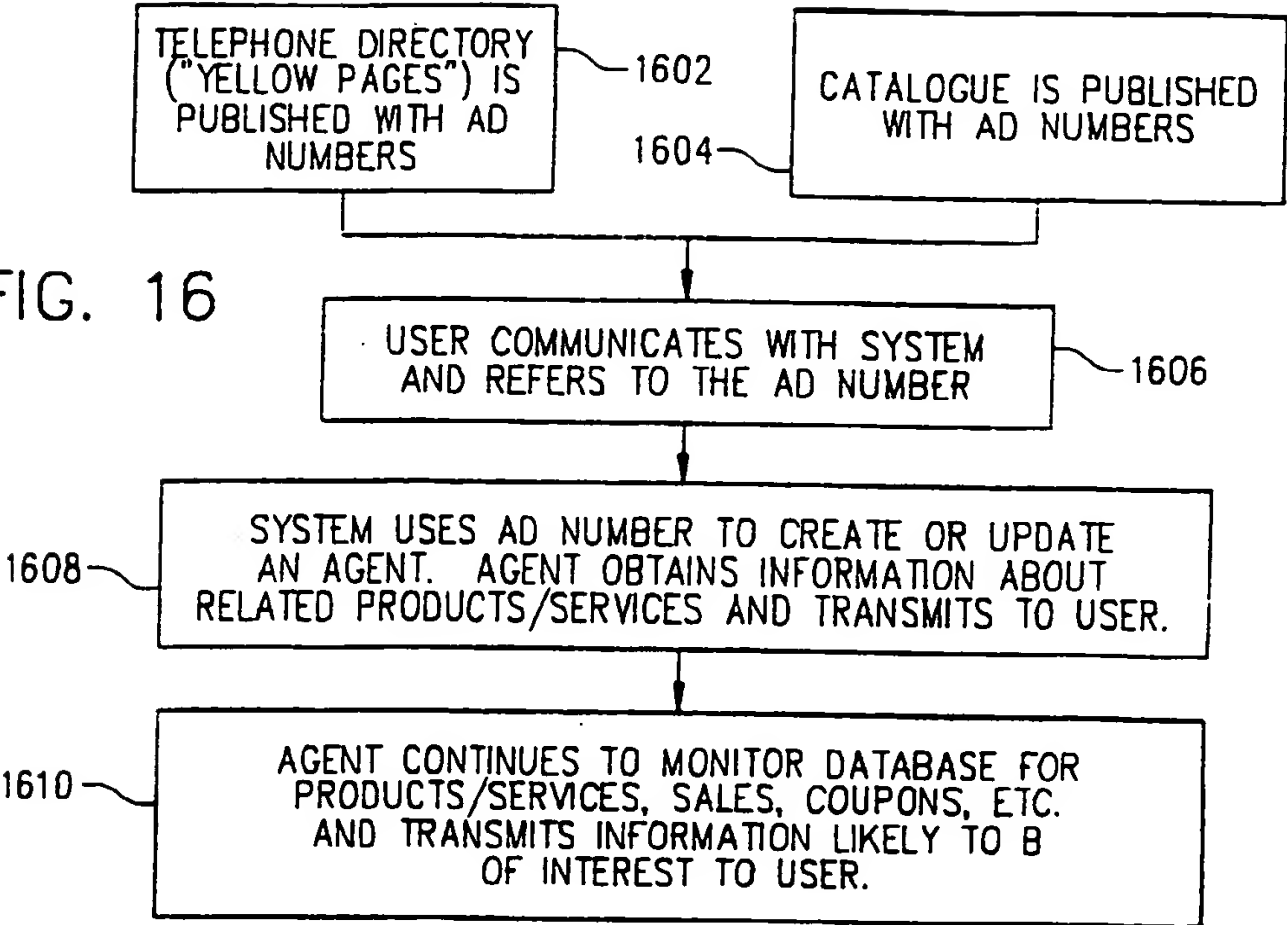 TELEPHONE DIRECTORY
("YELLOW PAGES") IS
PUBLISHED WITH AD
NUMBERS
1602
CATALOGUE IS PUBLISHED
WITH AD NUMBERS
1604
FIG. 16
USER COMMUNICATES WITH SYSTEM
AND REFERS TO THE AD NUMBER
1606
SYSTEM USES AD NUMBER TO CREATE OR UPDATE
AN AGENT. AGENT OBTAINS INFORMATION ABOUT
RELATED PRODUCTS/SERVICES AND TRANSMITS TO USER.
1608
AGENT CONTINUES TO MONITOR DATABASE FOR
PRODUCTS/SERVICES, SALES, COUPONS, ETC.
AND TRANSMITS INFORMATION LIKELY TO B
OF INTEREST TO USER.
1610